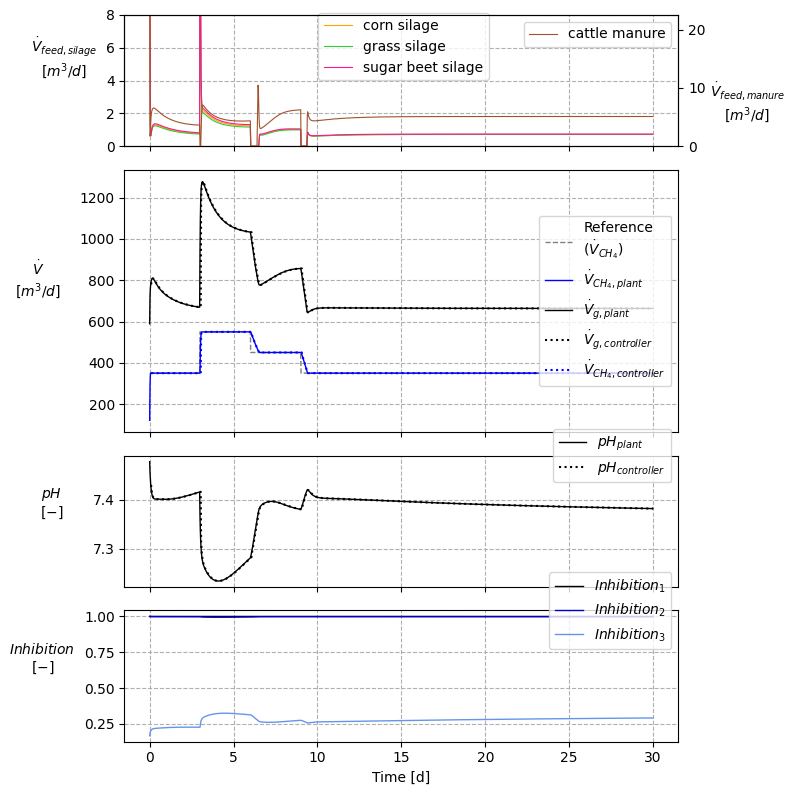 corn silage
grass silage
sugar beet silage
cattle manure
V̇feed, silage
[m³/d]
8
6
4
2
0
20
10
0
V̇feed, manure
[m³/d]
V̇
[m³/d]
1200
1000
800
600
400
200
Reference
(V̇CH₄)
V̇CH₄, plant
V̇g, plant
V̇g, controller
V̇CH₄, controller
pH
[−]
7.4
7.3
pHplant
pHcontroller
Inhibition
[−]
1.00
0.75
0.50
0.25
Inhibition₁
Inhibition₂
Inhibition₃
0 5 10 15 20 25 30
Time [d]